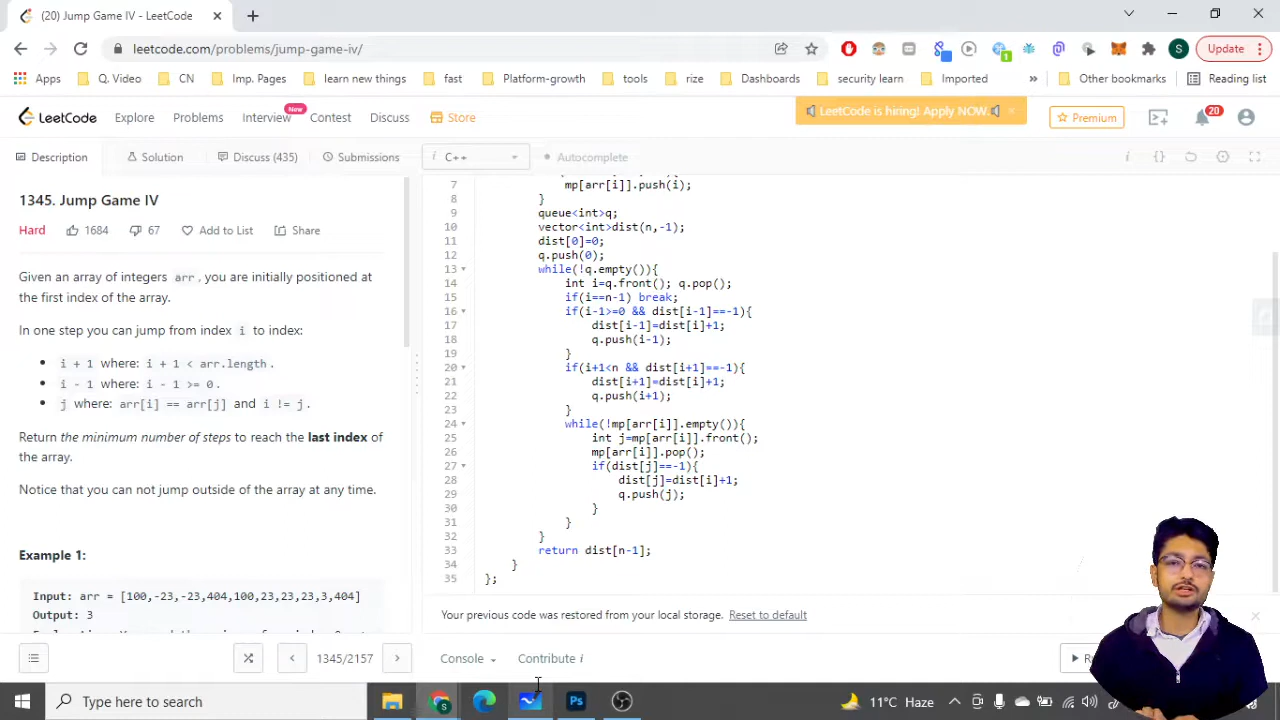 (20) Jump Game IV - LeetCode
leetcode.com/problems/jump-game-iv/
Update
Apps
Q. Video
CN
Imp. Pages
learn new things
fast
Platform-growth
tools
rize
Dashboards
security learn
Imported
»
Other bookmarks
Reading list
LeetCode
Explore
Problems
Interview
New
Contest
Discuss
Store
LeetCode is hiring! Apply NOW.
Premium
20
Description
Solution
Discuss (435)
Submissions
i C++
Autocomplete
1345. Jump Game IV
Hard
1684
67
Add to List
Share
Given an array of integers arr, you are initially positioned at
the first index of the array.
In one step you can jump from index i to index:
• i + 1 where: i + 1 < arr.length.
• i - 1 where: i - 1 >= 0.
• j where: arr[i] == arr[j] and i != j.
Return the minimum number of steps to reach the last index of
the array.
Notice that you can not jump outside of the array at any time.
Example 1:
Input: arr = [100,-23,-23,404,100,23,23,23,3,404]
Output: 3
7 mp[arr[i]].push(i);
8 }
9 queue<int>q;
10 vector<int>dist(n,-1);
11 dist[0]=0;
12 q.push(0);
13 while(!q.empty()){
14 int i=q.front(); q.pop();
15 if(i==n-1) break;
16 if(i-1>=0 && dist[i-1]==-1){
17 dist[i-1]=dist[i]+1;
18 q.push(i-1);
19 }
20 if(i+1<n && dist[i+1]==-1){
21 dist[i+1]=dist[i]+1;
22 q.push(i+1);
23 }
24 while(!mp[arr[i]].empty()){
25 int j=mp[arr[i]].front();
26 mp[arr[i]].pop();
27 if(dist[j]==-1){
28 dist[j]=dist[i]+1;
29 q.push(j);
30 }
31 }
32 }
33 return dist[n-1];
34 }
35 };
Your previous code was restored from your local storage. Reset to default
1345/2157
Console
Contribute i
Type here to search
11°C Haze